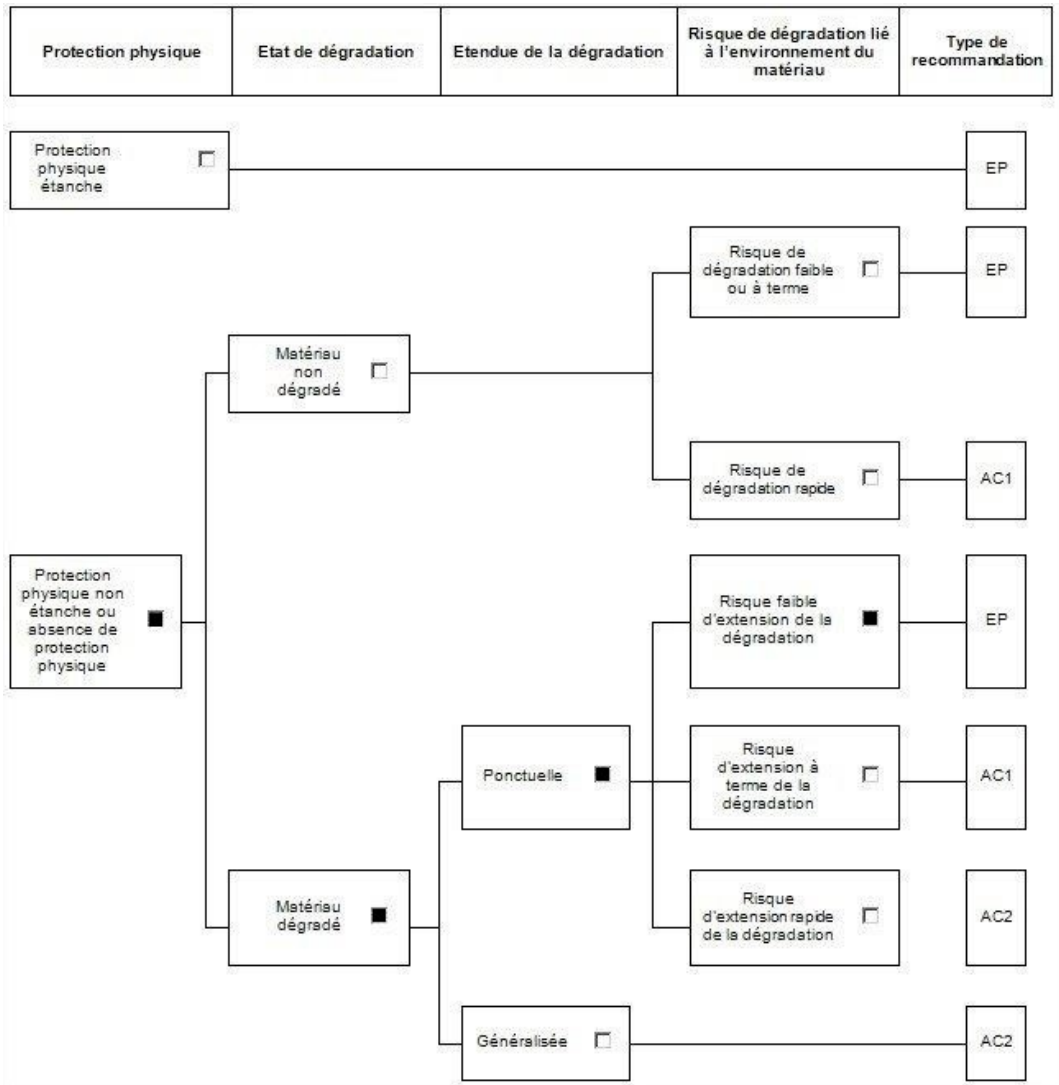 Protection physique
Etat de dégradation
Etendue de la dégradation
Risque de dégradation lié
à l'environnement du
matériau
Type de
recommandation
Protection
physique
étanche
EP
Risque de
dégradation faible
ou à terme
EP
Matériau
non
dégradé
Risque de
dégradation rapide
AC1
Protection
physique non
étanche ou
absence de
protection
physique
Risque faible
d'extension de la
dégradation
EP
Ponctuelle
Risque
d'extension à
terme de la
dégradation
AC1
Matériau
dégradé
Risque
d'extension rapide
de la dégradation
AC2
Généralisée
AC2